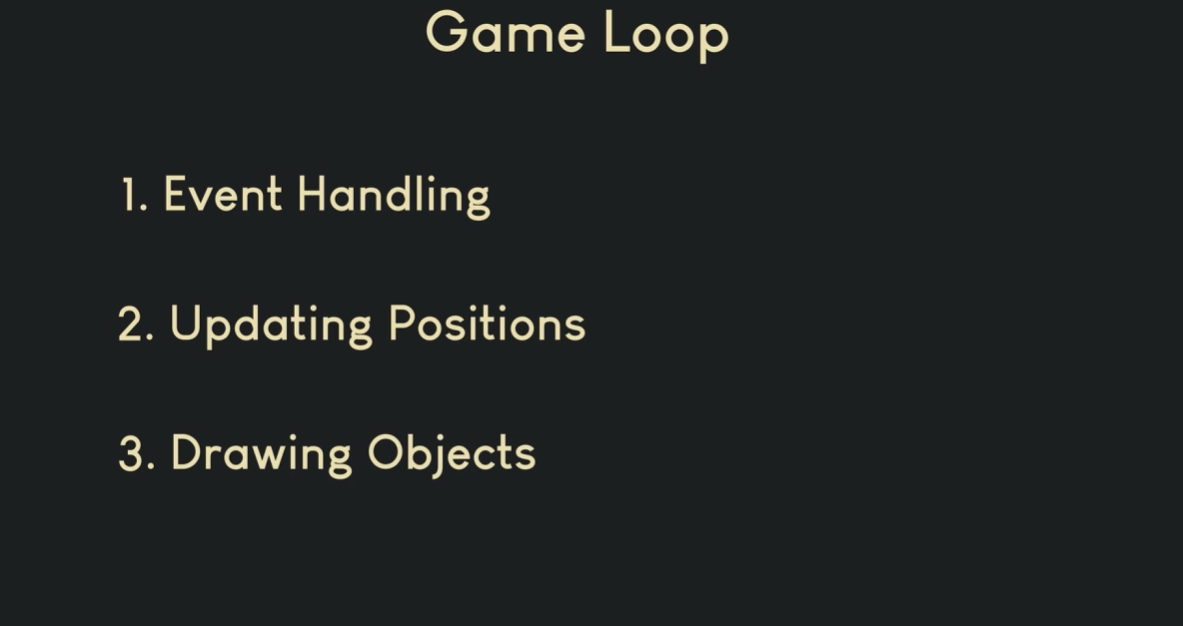 Game Loop
1. Event Handling
2. Updating Positions
3. Drawing Objects